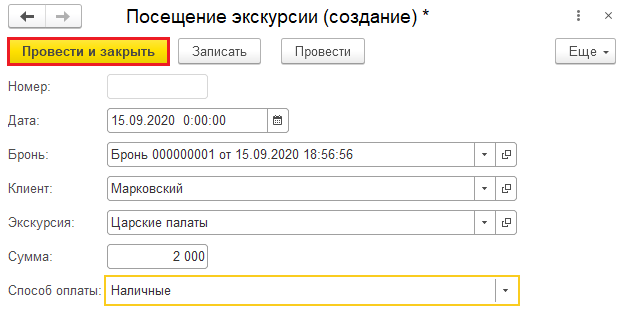 Посещение экскурсии (создание) *
Провести и закрыть Записать Провести Еще
Номер:
Дата: 15.09.2020 0:00:00
Бронь: Бронь 000000001 от 15.09.2020 18:56:56
Клиент: Марковский
Экскурсия: Царские палаты
Сумма: 2 000
Способ оплаты: Наличные